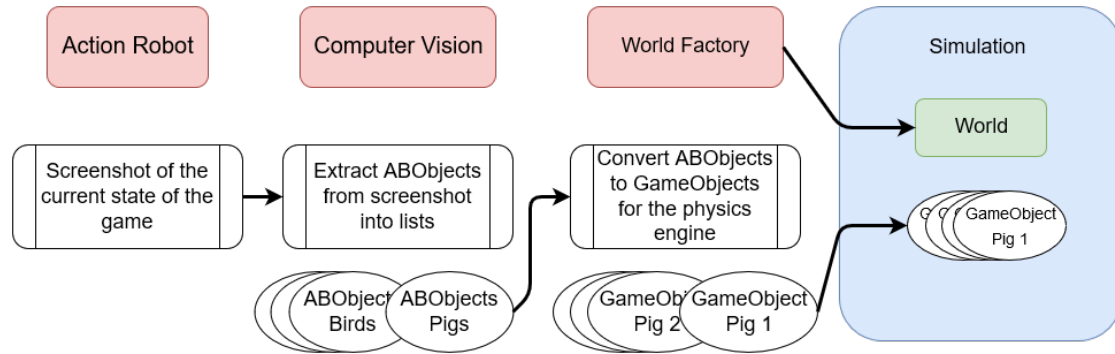 Action Robot
Computer Vision
World Factory
Simulation
World
Screenshot of the
current state of the
game
Extract ABObjects
from screenshot
into lists
Convert ABObjects
to GameObjects
for the physics
engine
ABObject
Birds
ABObjects
Pigs
GameObj
Pig 2
GameObject
Pig 1
GameObject
Pig 1